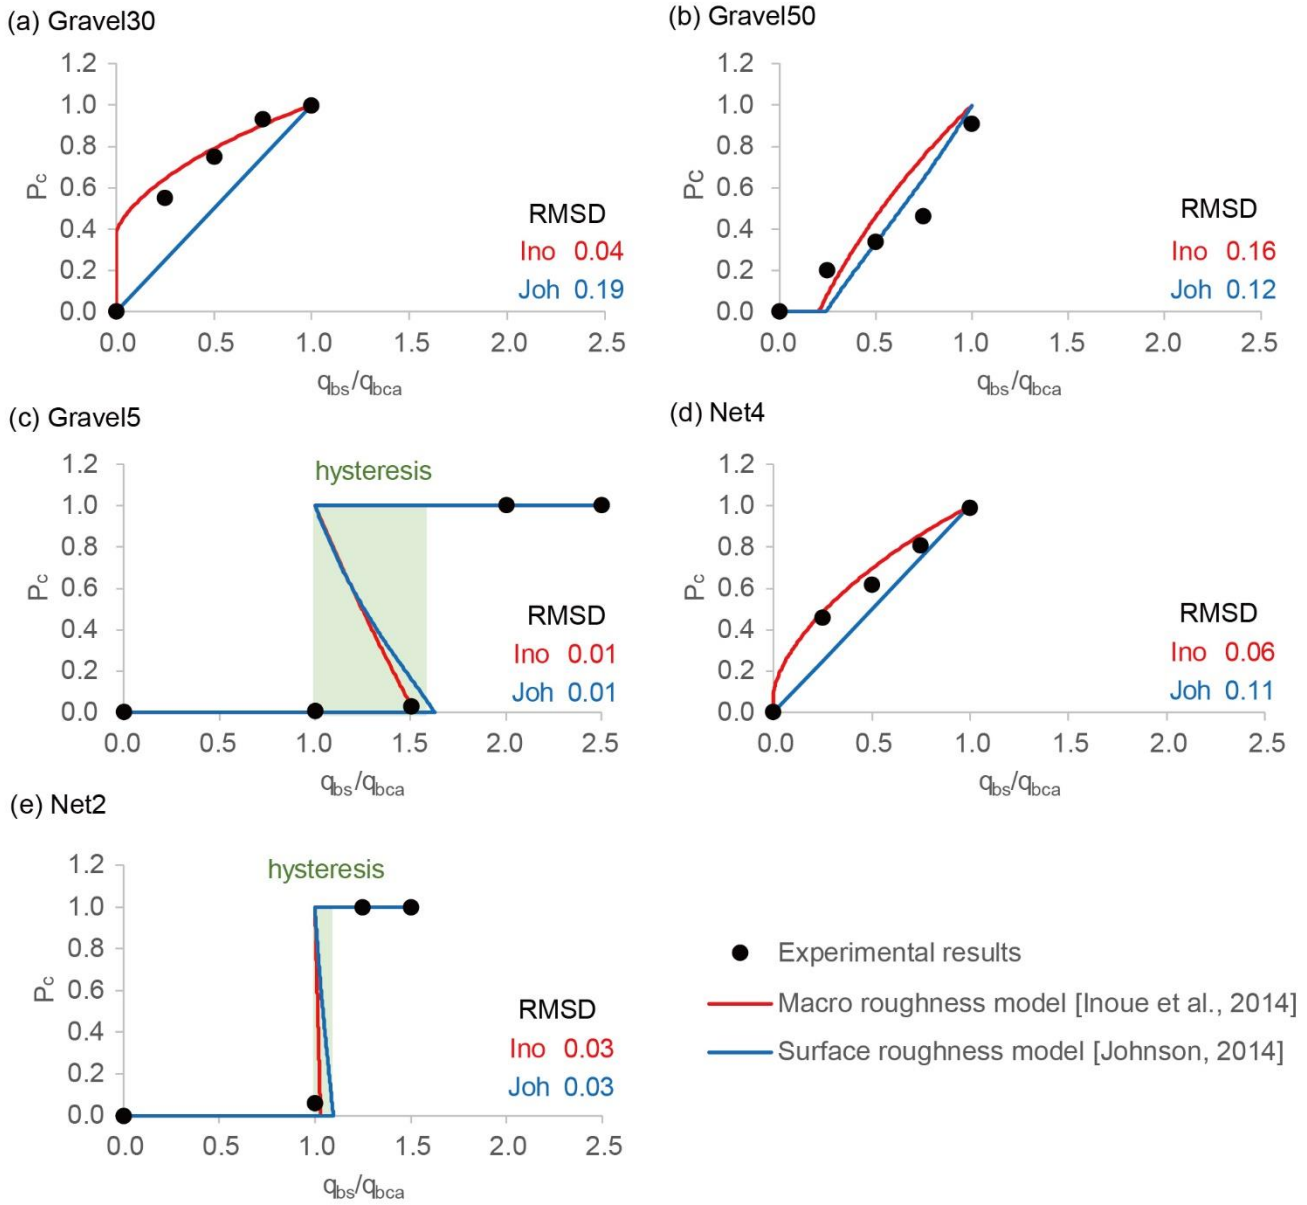 (a) Gravel30
1.2
1.0
0.8
0.6
0.4
0.2
0.0
Pc
RMSD
Ino 0.04
Joh 0.19
0.0 0.5 1.0 1.5 2.0 2.5
qbs/qbca
(b) Gravel50
1.2
1.0
0.8
0.6
0.4
0.2
0.0
Pc
RMSD
Ino 0.16
Joh 0.12
0.0 0.5 1.0 1.5 2.0 2.5
qbs/qbca
(c) Gravel5
hysteresis
1.2
1.0
0.8
0.6
0.4
0.2
0.0
Pc
RMSD
Ino 0.01
Joh 0.01
0.0 0.5 1.0 1.5 2.0 2.5
qbs/qbca
(d) Net4
1.2
1.0
0.8
0.6
0.4
0.2
0.0
Pc
RMSD
Ino 0.06
Joh 0.11
0.0 0.5 1.0 1.5 2.0 2.5
qbs/qbca
(e) Net2
hysteresis
1.2
1.0
0.8
0.6
0.4
0.2
0.0
Pc
RMSD
Ino 0.03
Joh 0.03
0.0 0.5 1.0 1.5 2.0 2.5
qbs/qbca
Experimental results
Macro roughness model [Inoue et al., 2014]
Surface roughness model [Johnson, 2014]